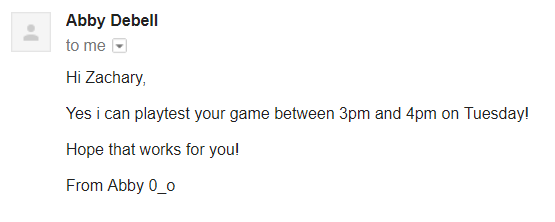 Abby Debell
to me
Hi Zachary,
Yes i can playtest your game between 3pm and 4pm on Tuesday!
Hope that works for you!
From Abby 0_o